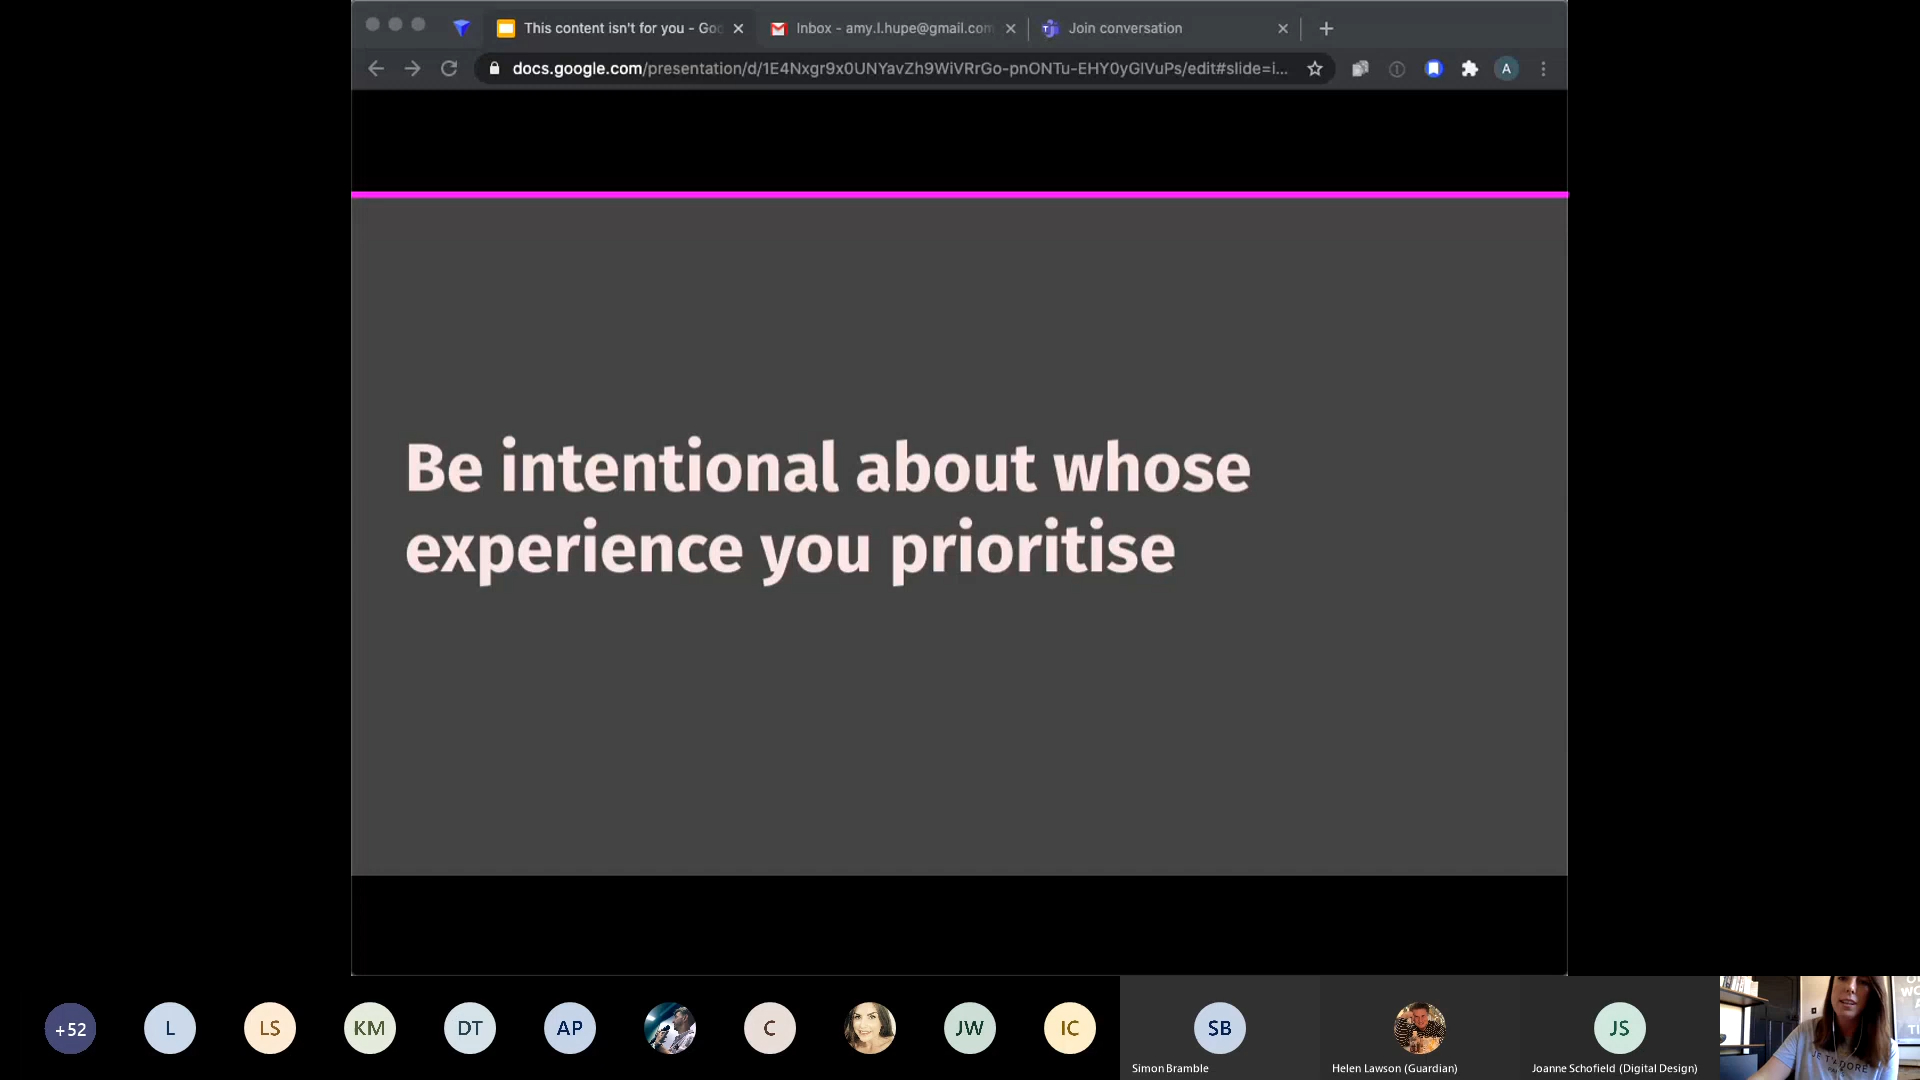 This content isn't for you - Goo
Inbox - amy.l.hupe@gmail.com
Join conversation
docs.google.com/presentation/d/1E4Nxgr9x0UNYavZh9WiVRrGo-pnONTu-EHY0yGlVuPs/edit#slide=i...
A
Be intentional about whose
experience you prioritise
+52
L
LS
KM
DT
AP
C
JW
IC
SB
JS
Simon Bramble
Helen Lawson (Guardian)
Joanne Schofield (Digital Design)